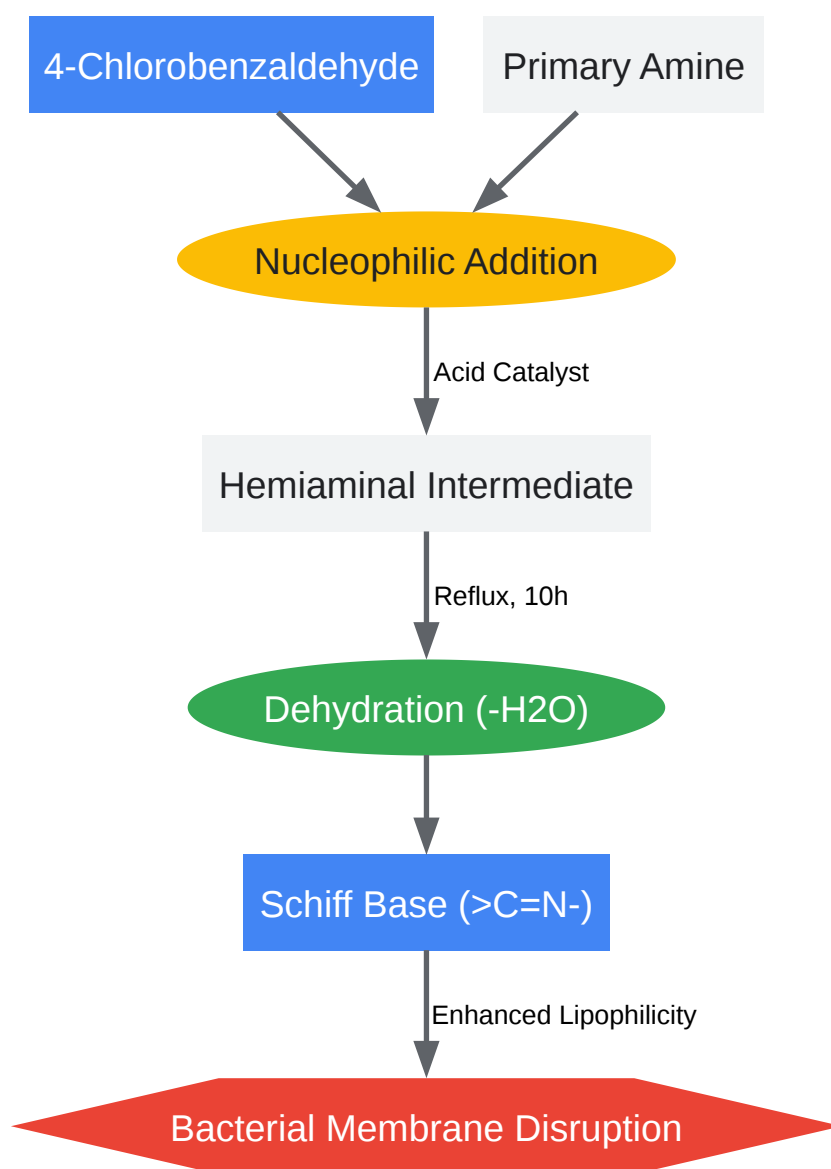 4-Chlorobenzaldehyde
Primary Amine
Nucleophilic Addition
Acid Catalyst
Hemiaminal Intermediate
Reflux, 10h
Dehydration (-H2O)
Schiff Base (>C=N-)
Enhanced Lipophilicity
Bacterial Membrane Disruption